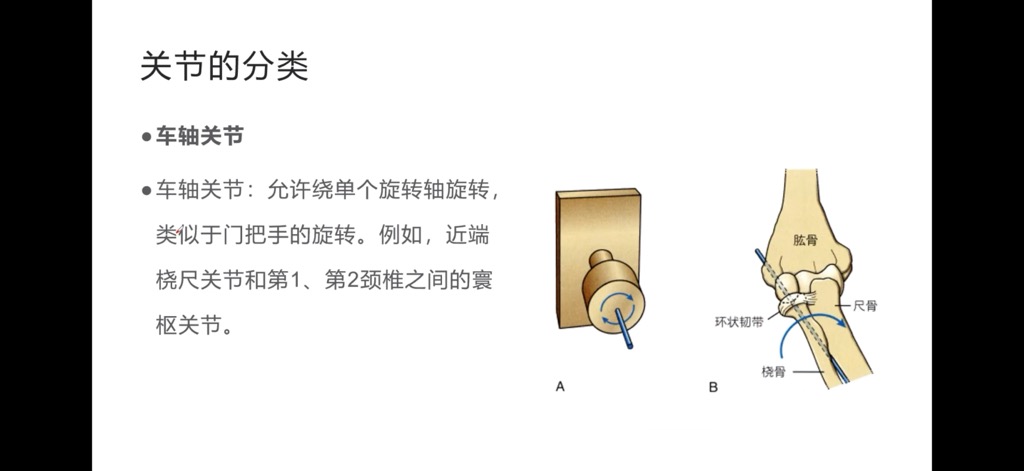 关节的分类
●车轴关节
●车轴关节：允许绕单个旋转轴旋转，
类似于门把手的旋转。例如，近端
桡尺关节和第1、第2颈椎之间的寰
枢关节。
肱骨
尺骨
环状韧带
桡骨
A
B